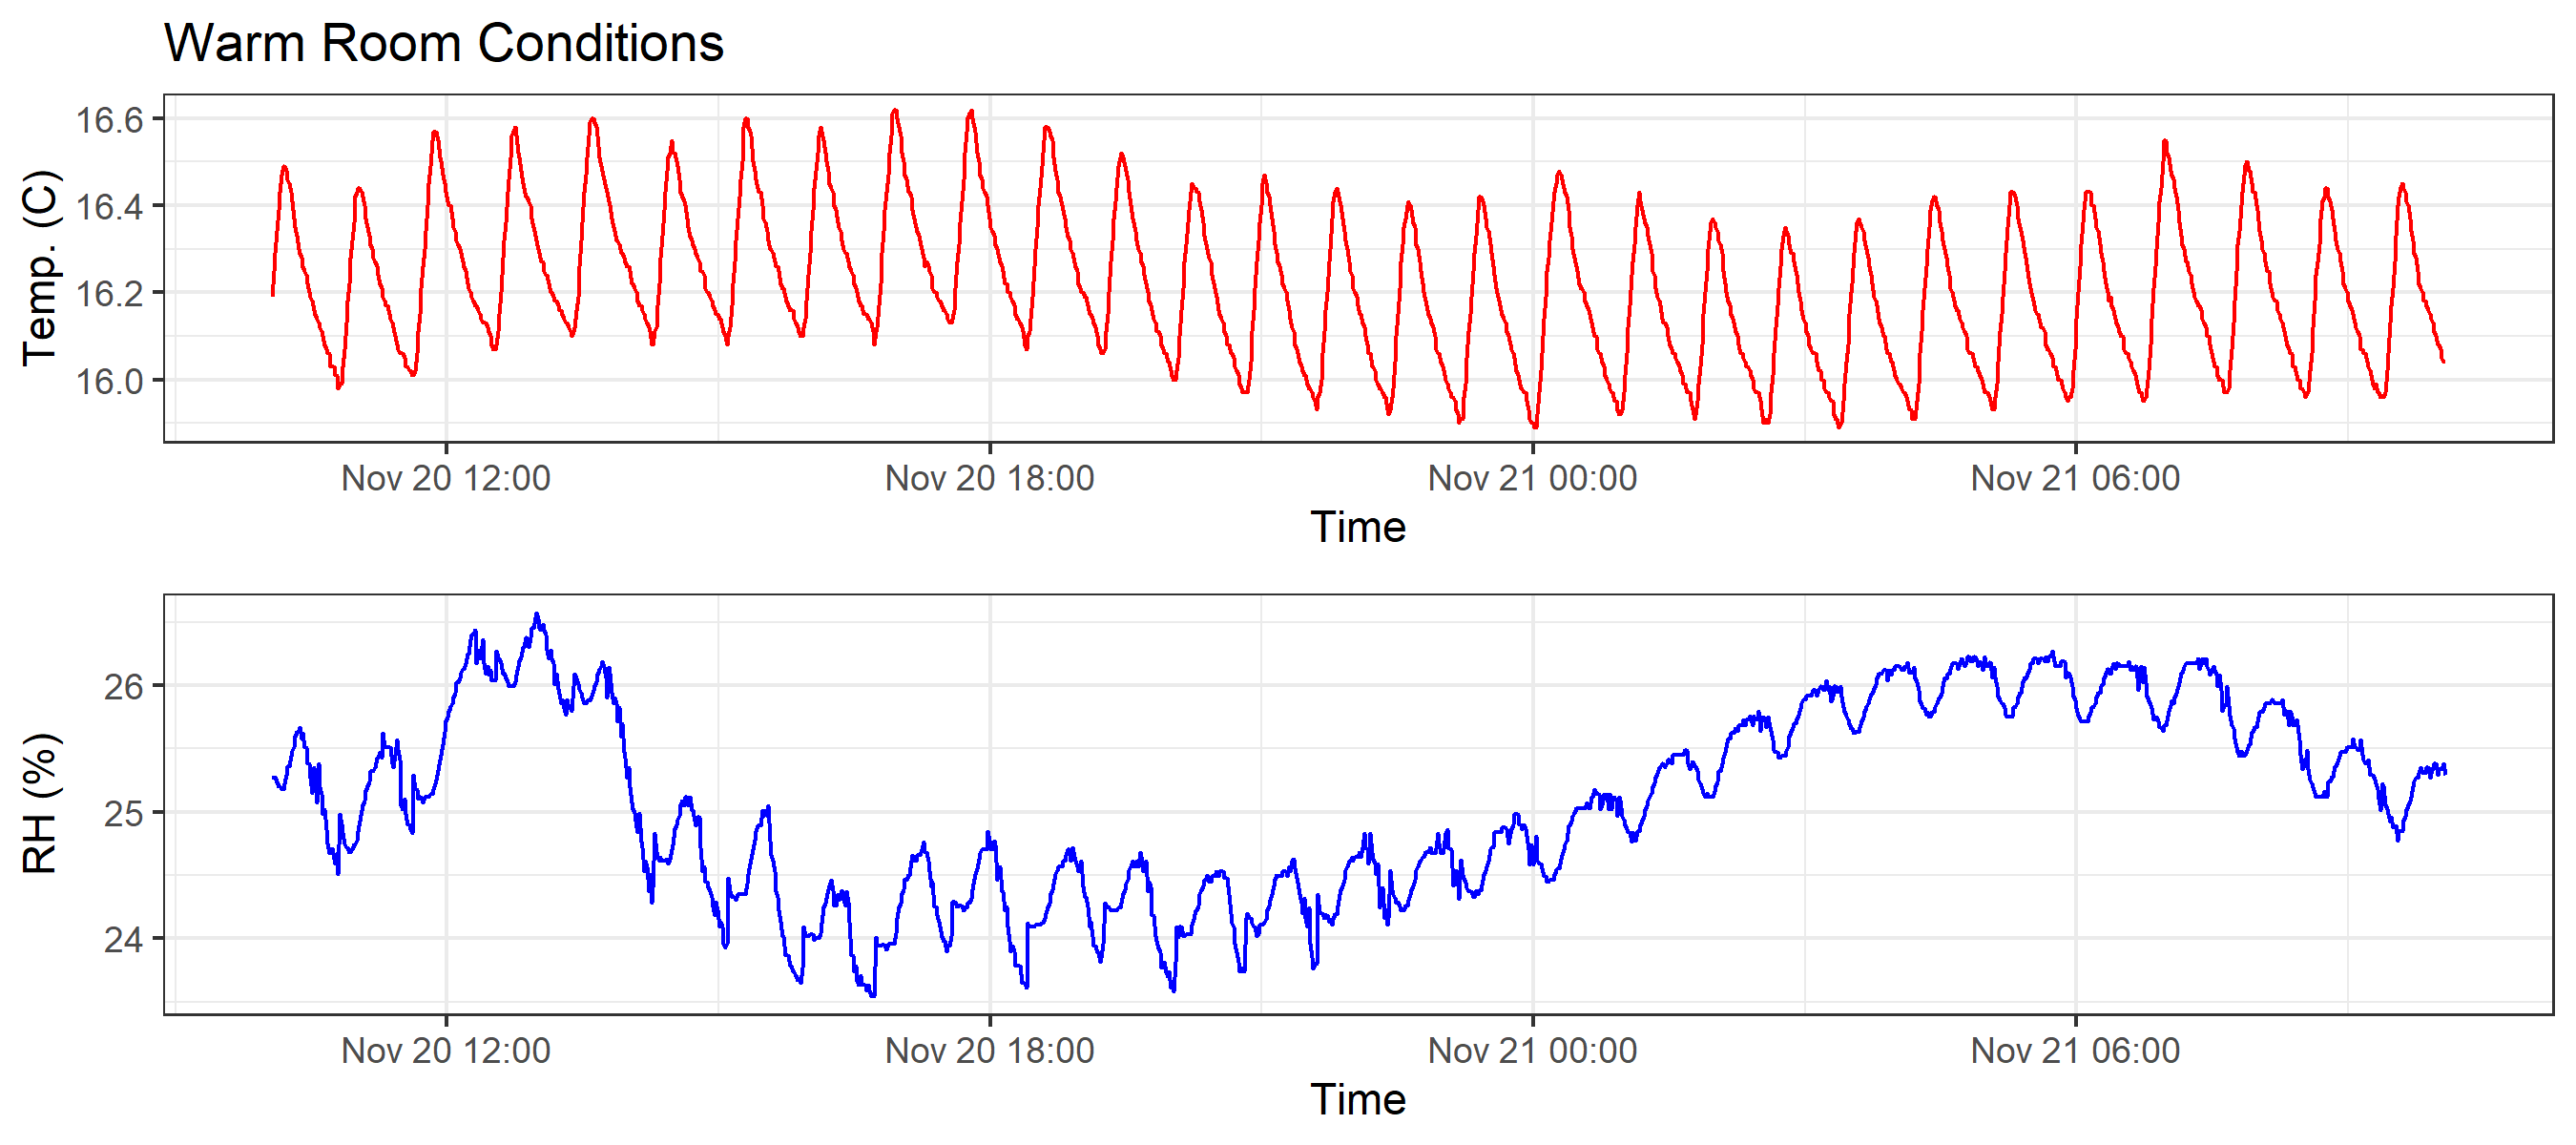 Warm Room Conditions
Temp. (C)
16.6
16.4
16.2
16.0
Nov 20 12:00 Nov 20 18:00 Nov 21 00:00 Nov 21 06:00
Time
RH (%)
26
25
24
Nov 20 12:00 Nov 20 18:00 Nov 21 00:00 Nov 21 06:00
Time